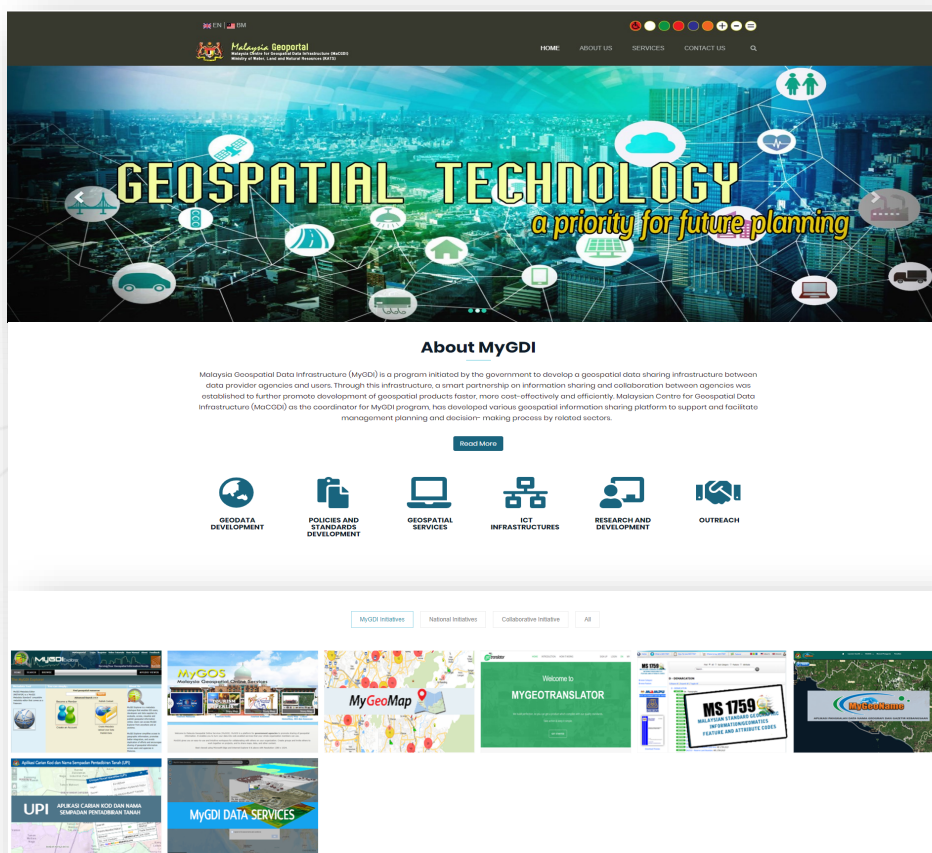 EN | BM
Malaysia Geoportal
Malaysia Centre for Geospatial Data Infrastructure (MaCGDI)
Ministry of Water, Land and Natural Resources (KATS)
HOME ABOUT US SERVICES CONTACT US
GEOSPATIAL TECHNOLOGY
a priority for future planning
About MyGDI
Malaysia Geospatial Data Infrastructure (MyGDI) is a program initiated by the government to develop a geospatial data sharing infrastructure between
data provider agencies and users. Through this infrastructure, a smart partnership on information sharing and collaboration between agencies was
established to further promote development of geospatial products faster, more cost-effectively and efficiently. Malaysian Centre for Geospatial Data
Infrastructure (MaCGDI) as the coordinator for MyGDI program, has developed various geospatial information sharing platform to support and facilitate
management planning and decision- making process by related sectors.
Read More
GEODATA
DEVELOPMENT
POLICIES AND
STANDARDS
DEVELOPMENT
GEOSPATIAL
SERVICES
ICT
INFRASTRUCTURES
RESEARCH AND
DEVELOPMENT
OUTREACH
MyGDI Initiatives National Initiatives Collaborative Initiative All
MyGDI
MyGOS
Malaysia Geospatial Online Services
MyGeoMap
Welcome to
MYGEOTRANSLATOR
MS 1759
MS 1759
MALAYSIAN STANDARD GEOGRAPHIC
INFORMATION/GEOMATICS
FEATURE AND ATTRIBUTE CODES
MyGeoName
Aplikasi Carian Kod dan Nama Sempadan Pentadbiran Tanah (UPI)
UPI
APLIKASI CARIAN KOD DAN NAMA
SEMPADAN PENTADBIRAN TANAH
MyGDI DATA SERVICES